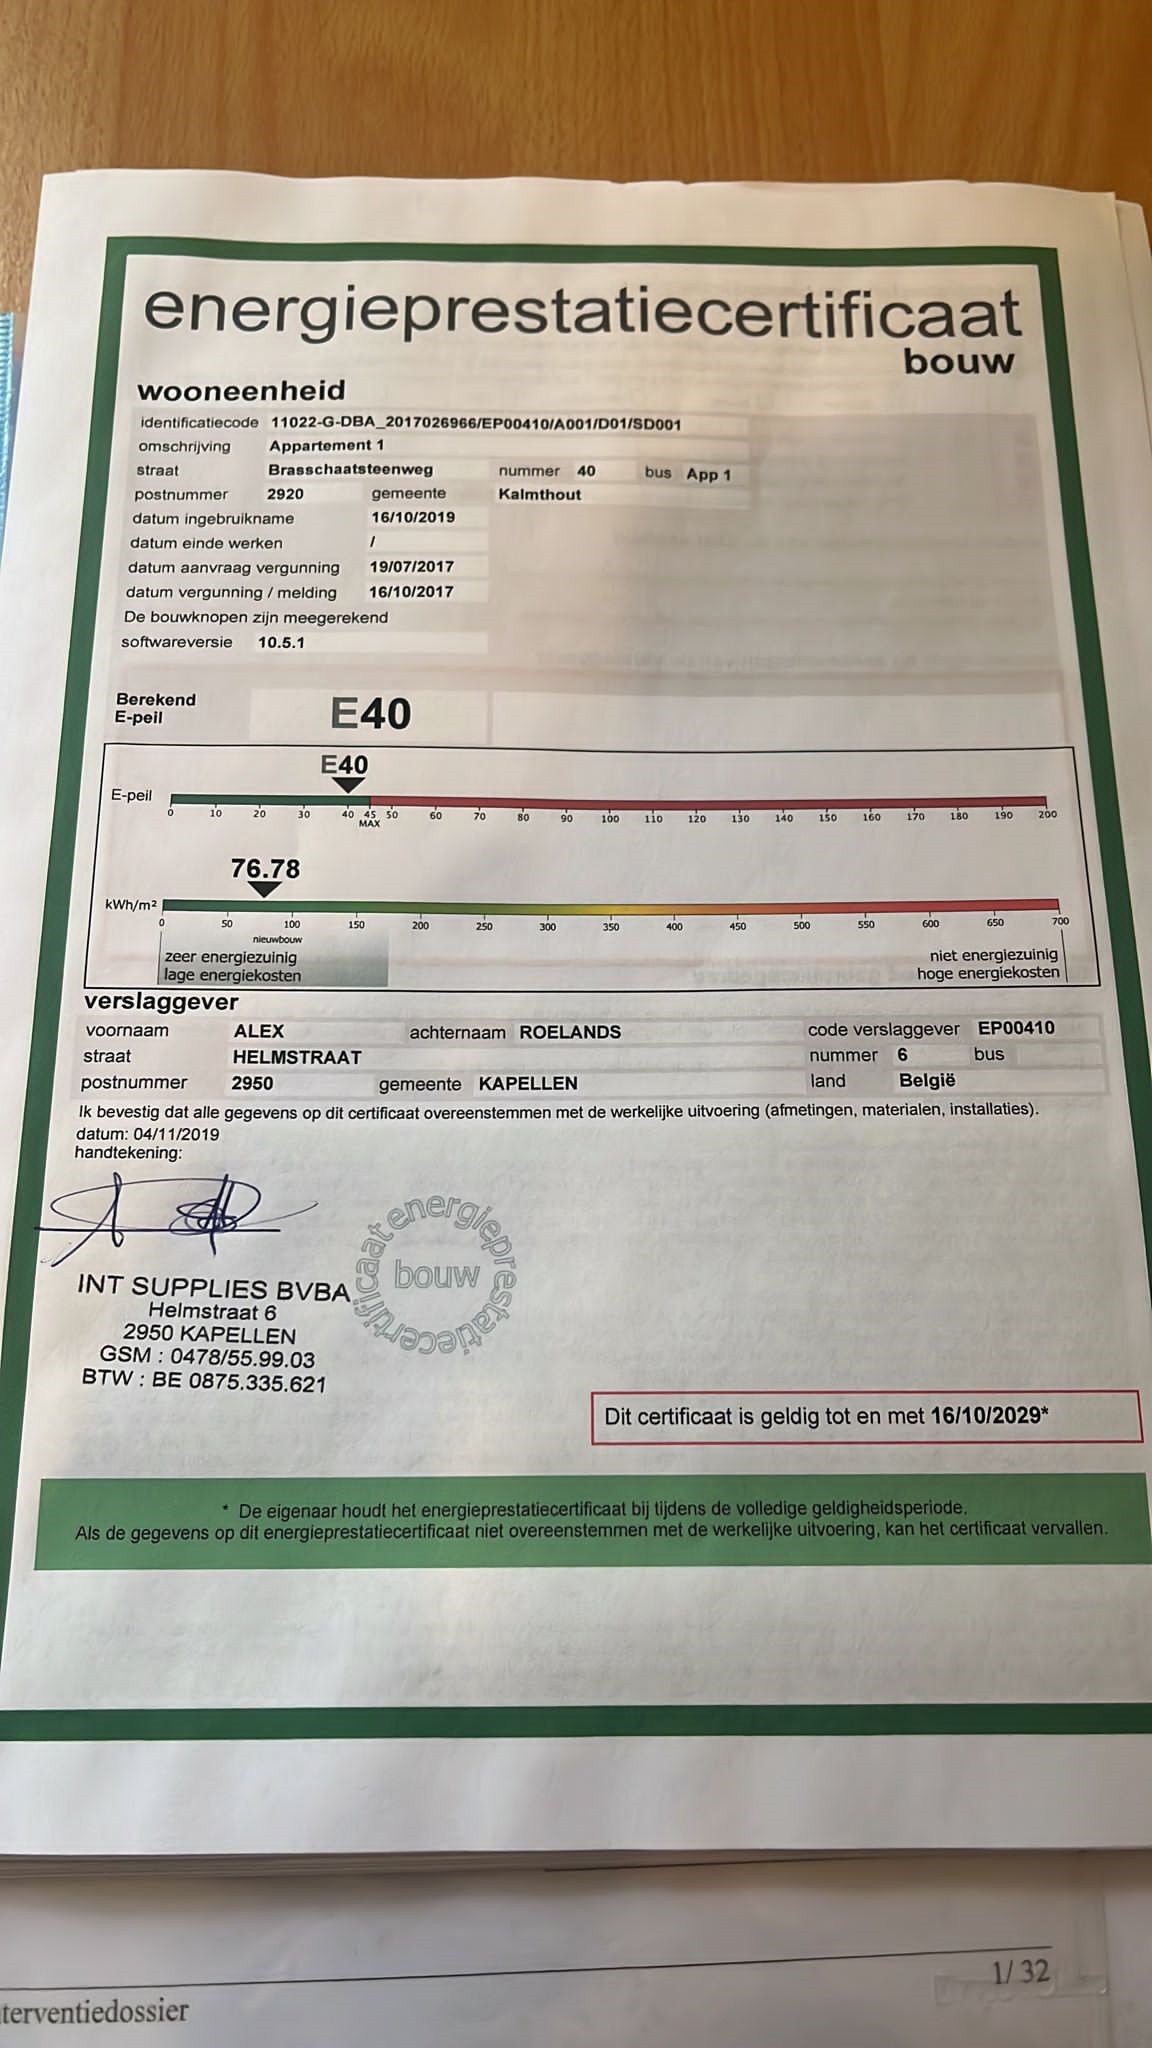 energieprestatiecertificaat
bouw
wooneenheid
identificatiecode 11022-G-DBA_2017026966/EP00410/A001/D01/SD001
omschrijving Appartement 1
straat Brasschaatsteenweg nummer 40 bus App 1
postnummer 2920 gemeente Kalmthout
datum ingebruikname 16/10/2019
datum einde werken /
datum aanvraag vergunning 19/07/2017
datum vergunning / melding 16/10/2017
De bouwknopen zijn meegerekend
softwareversie 10.5.1
Berekend
E-peil
E40
E40
E-peil
0 10 20 30 40 45 50 60 70 80 90 100 110 120 130 140 150 160 170 180 190 200
MAX
76.78
kWh/m²
0 50 100 150 200 250 300 350 400 450 500 550 600 650 700
nieuwbouw
zeer energiezuinig niet energiezuinig
lage energiekosten hoge energiekosten
verslaggever
voornaam ALEX achternaam ROELANDS code verslaggever EP00410
straat HELMSTRAAT nummer 6 bus
postnummer 2950 gemeente KAPELLEN land België
Ik bevestig dat alle gegevens op dit certificaat overeenstemmen met de werkelijke uitvoering (afmetingen, materialen, installaties).
datum: 04/11/2019
handtekening:
energieprestatiecertificaat
bouw
INT SUPPLIES BVBA
Helmstraat 6
2950 KAPELLEN
GSM : 0478/55.99.03
BTW : BE 0875.335.621
Dit certificaat is geldig tot en met 16/10/2029*
* De eigenaar houdt het energieprestatiecertificaat bij tijdens de volledige geldigheidsperiode.
Als de gegevens op dit energieprestatiecertificaat niet overeenstemmen met de werkelijke uitvoering, kan het certificaat vervallen.
1/ 32
terventiedossier